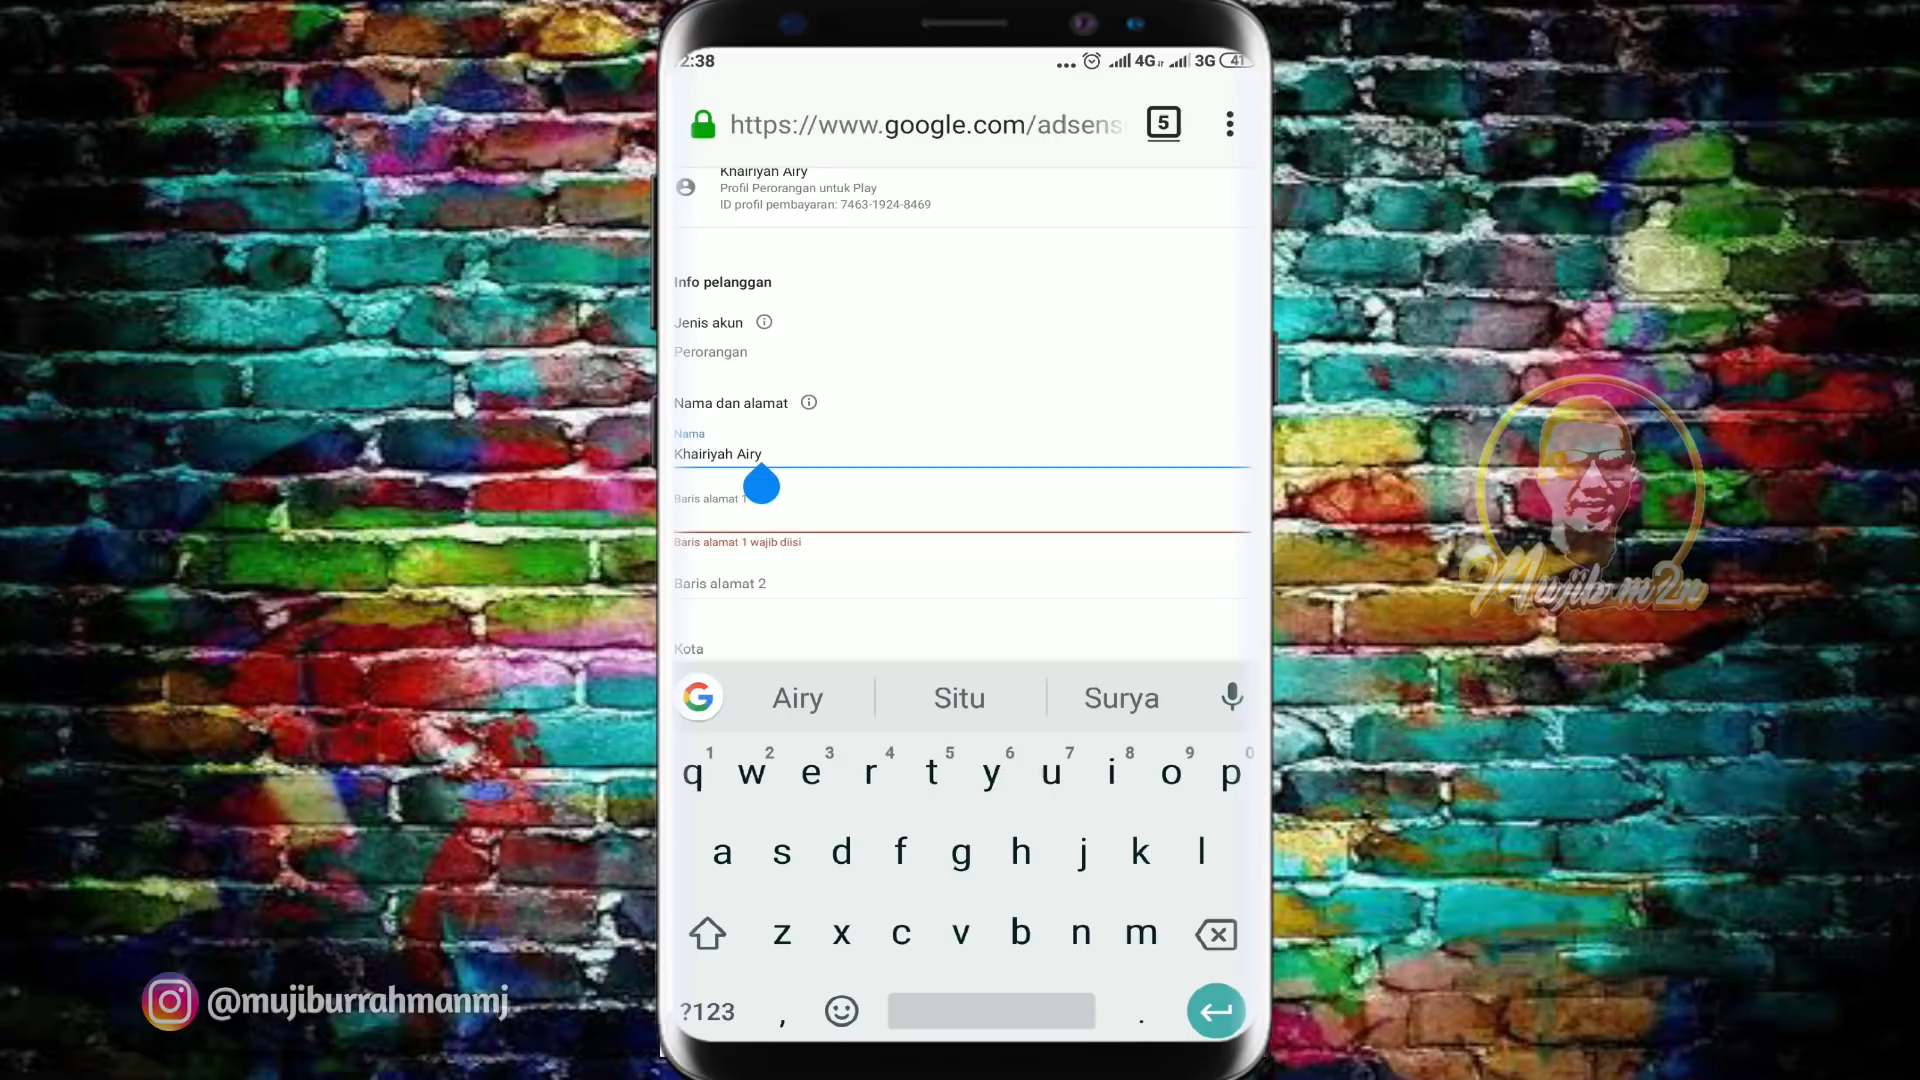 2:38
4G 3G 41
https://www.google.com/adsens
5
Khairiyah Airy
Profil Perorangan untuk Play
ID profil pembayaran: 7463-1924-8469
Info pelanggan
Jenis akun
Perorangan
Nama dan alamat
Nama
Khairiyah Airy
Baris alamat 1
Baris alamat 1 wajib diisi
Baris alamat 2
Kota
Airy Situ Surya
1 2 3 4 5 6 7 8 9 0
q w e r t y u i o p
a s d f g h j k l
z x c v b n m
?123 , .
Mujib m2n
@mujiburrahmanmj